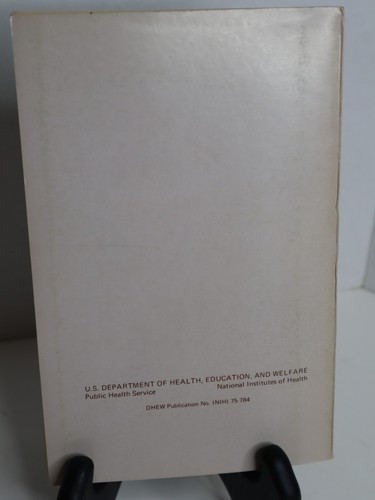 U.S. DEPARTMENT OF HEALTH, EDUCATION, AND WELFARE
Public Health Service National Institutes of Health
DHEW Publication No. (NIH) 75-784